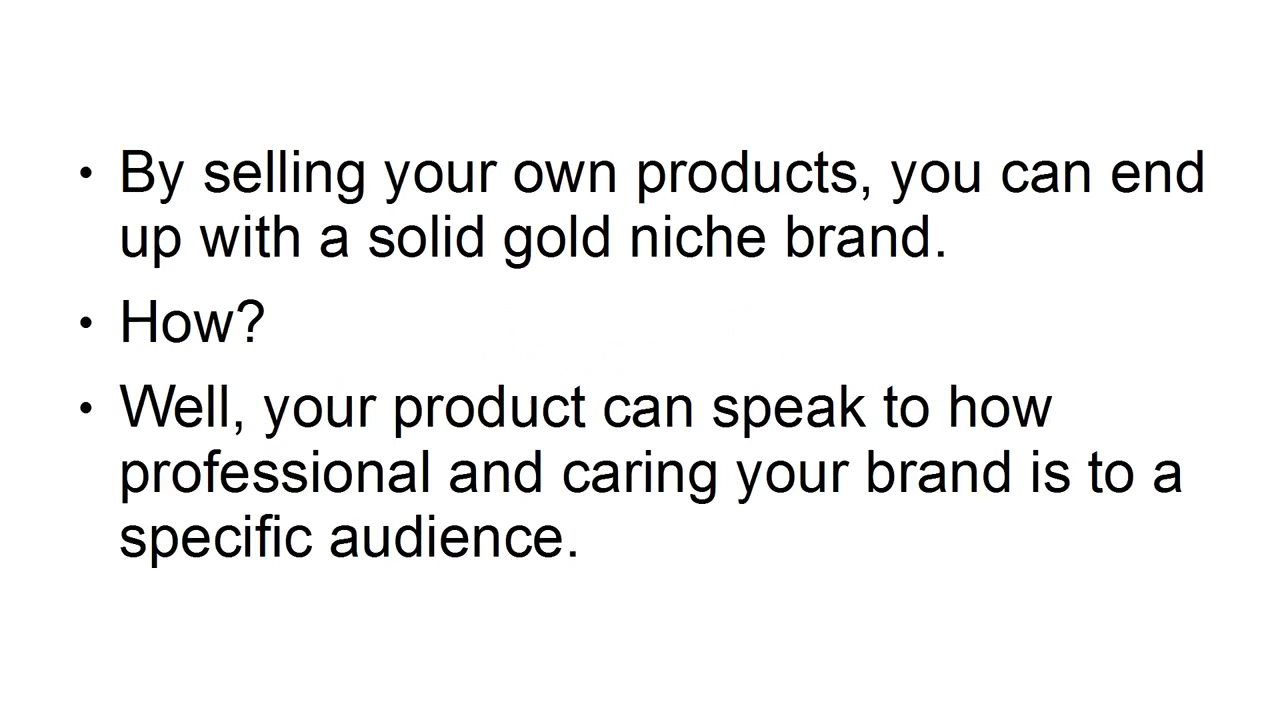 • By selling your own products, you can end
up with a solid gold niche brand.
• How?
• Well, your product can speak to how
professional and caring your brand is to a
specific audience.